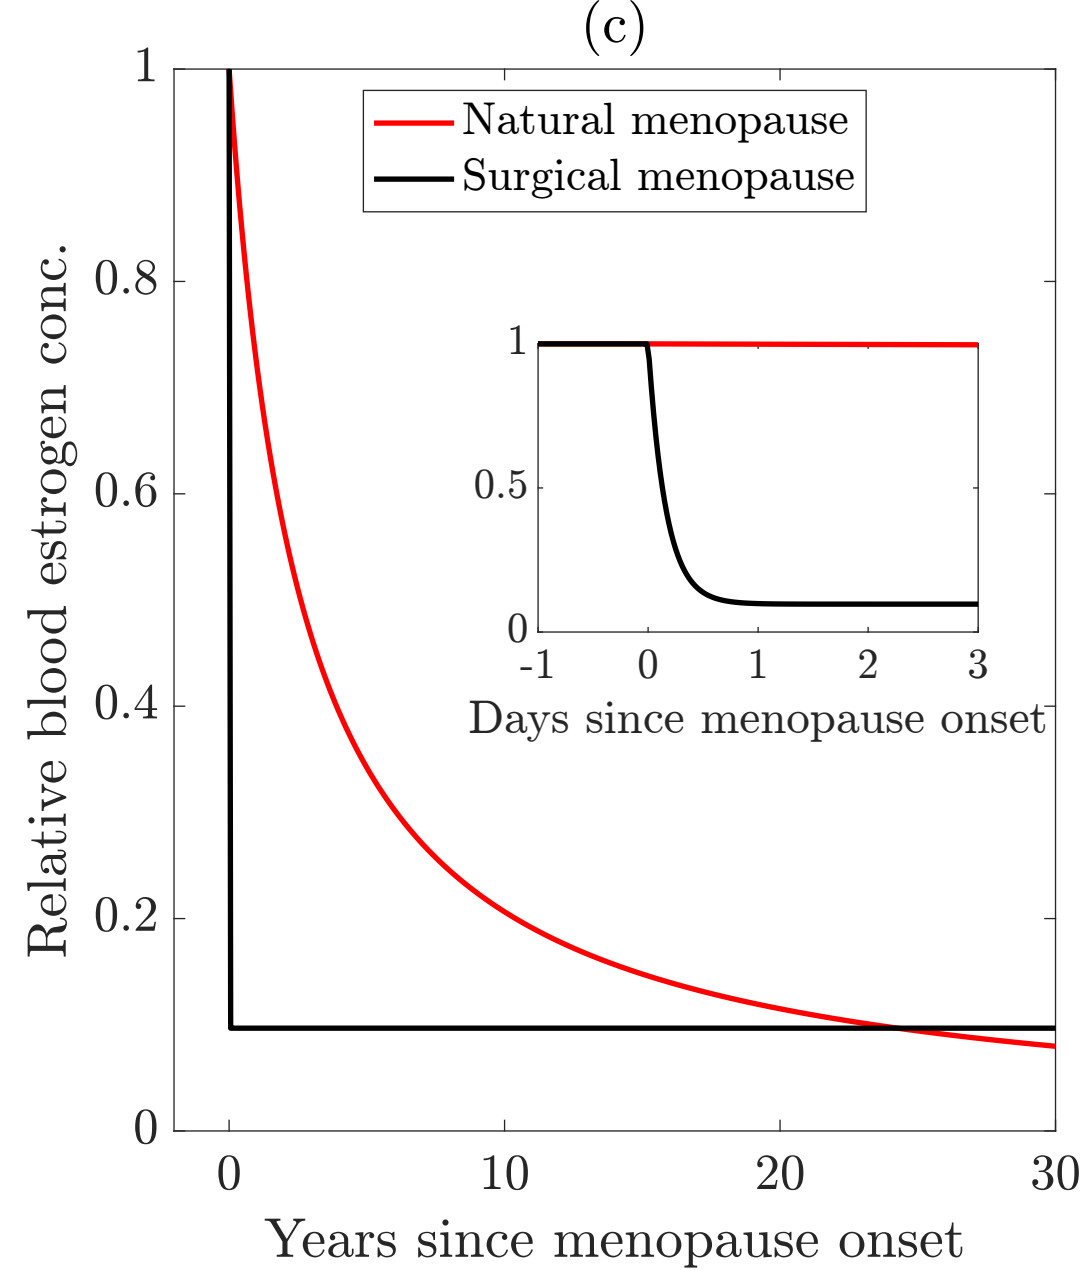 (c)
Natural menopause
Surgical menopause
Relative blood estrogen conc.
1
0.8
0.6
0.4
0.2
0
0 10 20 30
Years since menopause onset
1
0.5
0
-1 0 1 2 3
Days since menopause onset